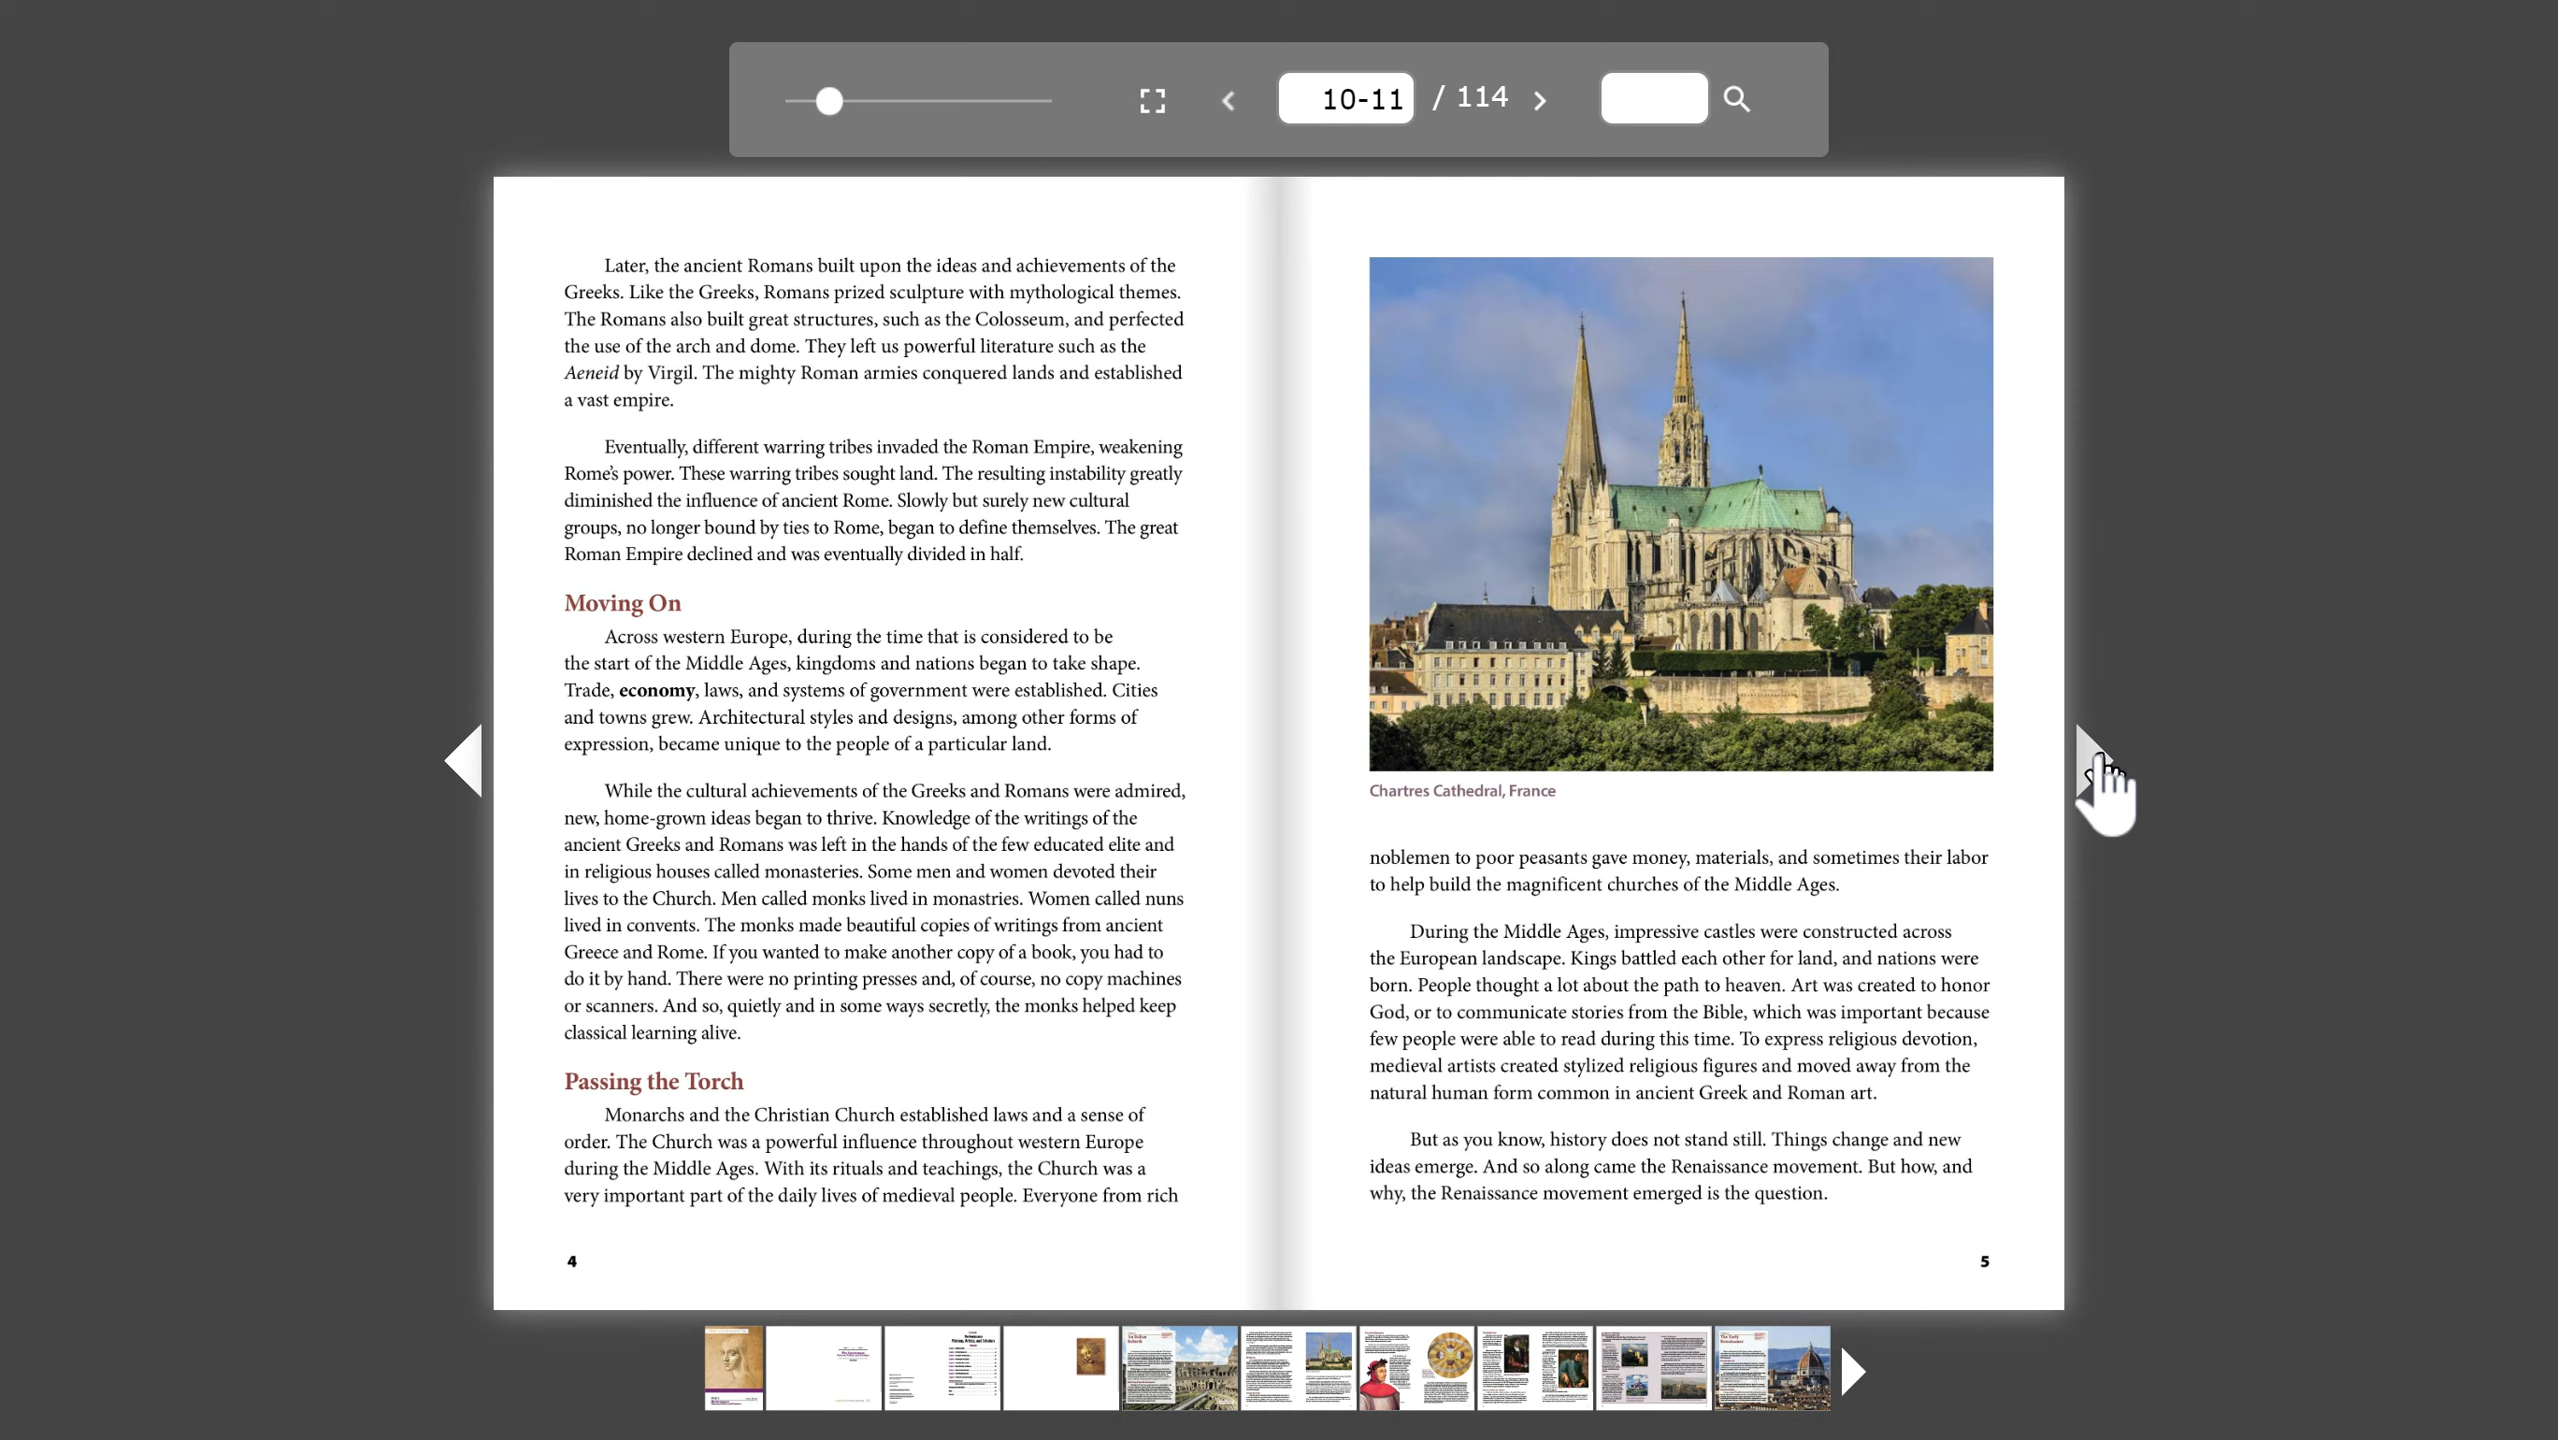 10-11 / 114
Later, the ancient Romans built upon the ideas and achievements of the
Greeks. Like the Greeks, Romans prized sculpture with mythological themes.
The Romans also built great structures, such as the Colosseum, and perfected
the use of the arch and dome. They left us powerful literature such as the
Aeneid by Virgil. The mighty Roman armies conquered lands and established
a vast empire.
Eventually, different warring tribes invaded the Roman Empire, weakening
Rome's power. These warring tribes sought land. The resulting instability greatly
diminished the influence of ancient Rome. Slowly but surely new cultural
groups, no longer bound by ties to Rome, began to define themselves. The great
Roman Empire declined and was eventually divided in half.
Moving On
Across western Europe, during the time that is considered to be
the start of the Middle Ages, kingdoms and nations began to take shape.
Trade, economy, laws, and systems of government were established. Cities
and towns grew. Architectural styles and designs, among other forms of
expression, became unique to the people of a particular land.
While the cultural achievements of the Greeks and Romans were admired,
new, home-grown ideas began to thrive. Knowledge of the writings of the
ancient Greeks and Romans was left in the hands of the few educated elite and
in religious houses called monasteries. Some men and women devoted their
lives to the Church. Men called monks lived in monastries. Women called nuns
lived in convents. The monks made beautiful copies of writings from ancient
Greece and Rome. If you wanted to make another copy of a book, you had to
do it by hand. There were no printing presses and, of course, no copy machines
or scanners. And so, quietly and in some ways secretly, the monks helped keep
classical learning alive.
Passing the Torch
Monarchs and the Christian Church established laws and a sense of
order. The Church was a powerful influence throughout western Europe
during the Middle Ages. With its rituals and teachings, the Church was a
very important part of the daily lives of medieval people. Everyone from rich
4
Chartres Cathedral, France
noblemen to poor peasants gave money, materials, and sometimes their labor
to help build the magnificent churches of the Middle Ages.
During the Middle Ages, impressive castles were constructed across
the European landscape. Kings battled each other for land, and nations were
born. People thought a lot about the path to heaven. Art was created to honor
God, or to communicate stories from the Bible, which was important because
few people were able to read during this time. To express religious devotion,
medieval artists created stylized religious figures and moved away from the
natural human form common in ancient Greek and Roman art.
But as you know, history does not stand still. Things change and new
ideas emerge. And so along came the Renaissance movement. But how, and
why, the Renaissance movement emerged is the question.
5